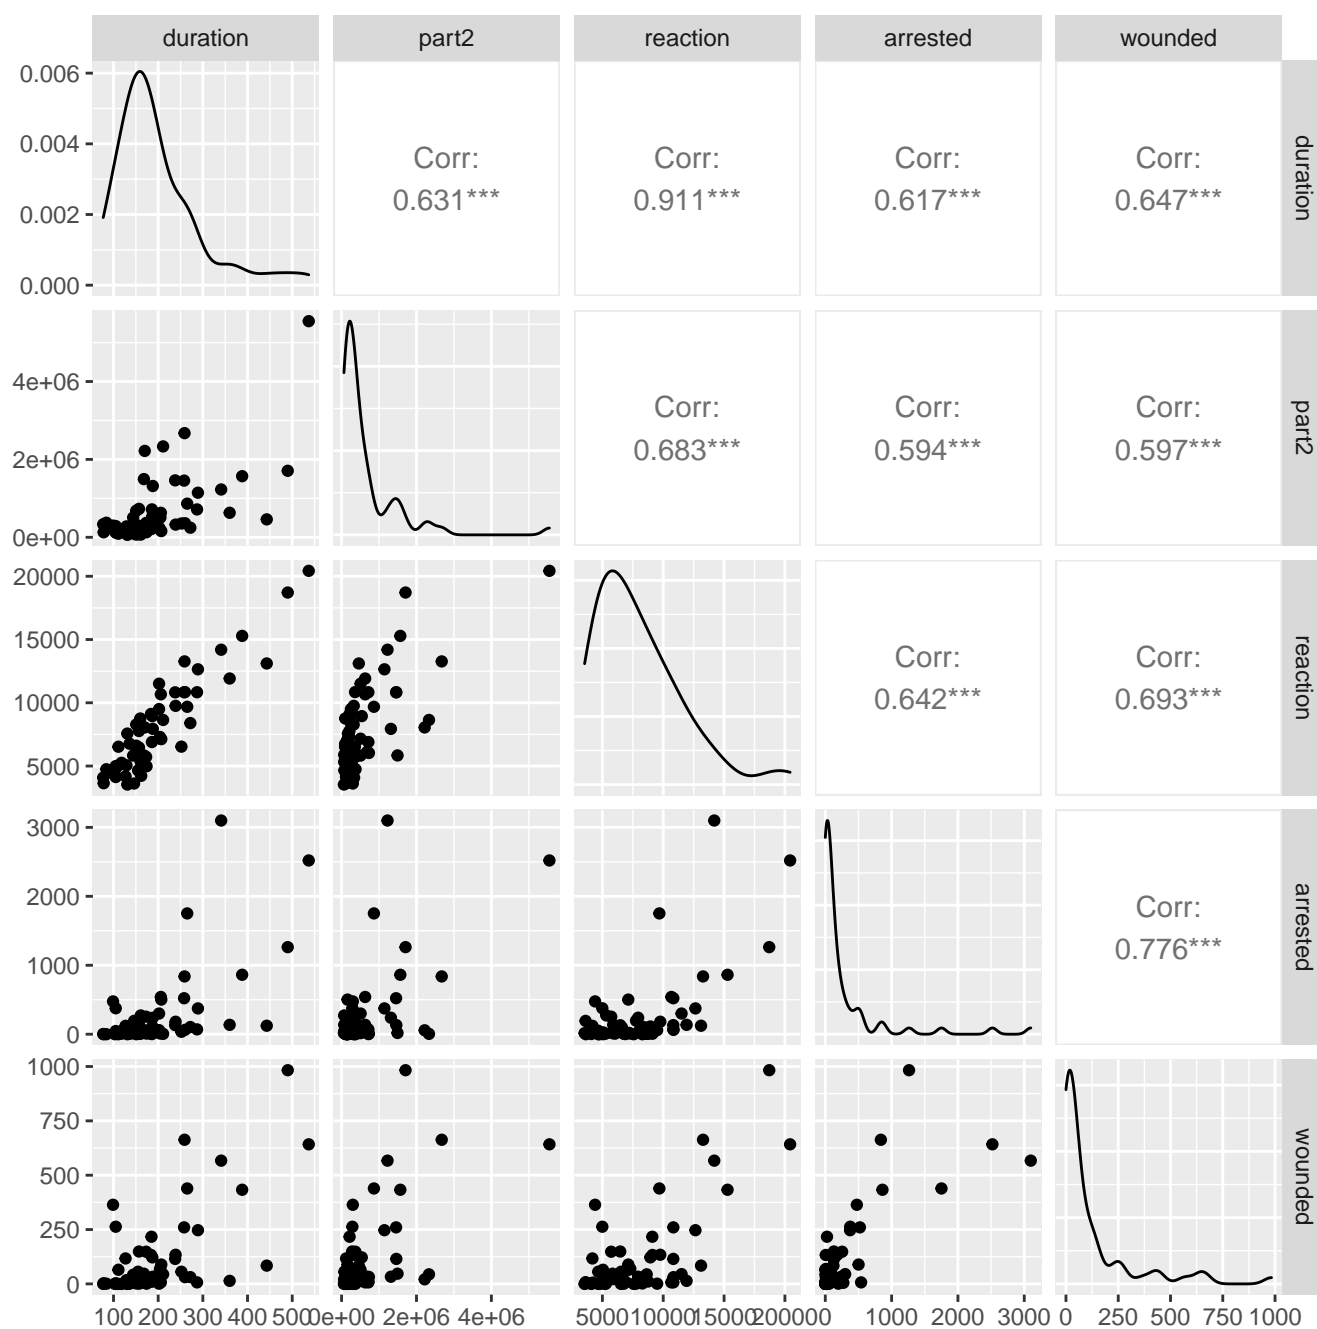 duration part2 reaction arrested wounded
0.006
0.004
0.002
0.000
Corr:
0.631***
Corr:
0.911***
Corr:
0.617***
Corr:
0.647***
duration
4e+06
2e+06
0e+00
Corr:
0.683***
Corr:
0.594***
Corr:
0.597***
part2
20000
15000
10000
5000
Corr:
0.642***
Corr:
0.693***
reaction
3000
2000
1000
0
Corr:
0.776***
arrested
1000
750
500
250
0
wounded
100 200 300 400 500 0e+00 2e+06 4e+06 5000 10000 15000 20000 0 1000 2000 3000 0 250 500 750 1000